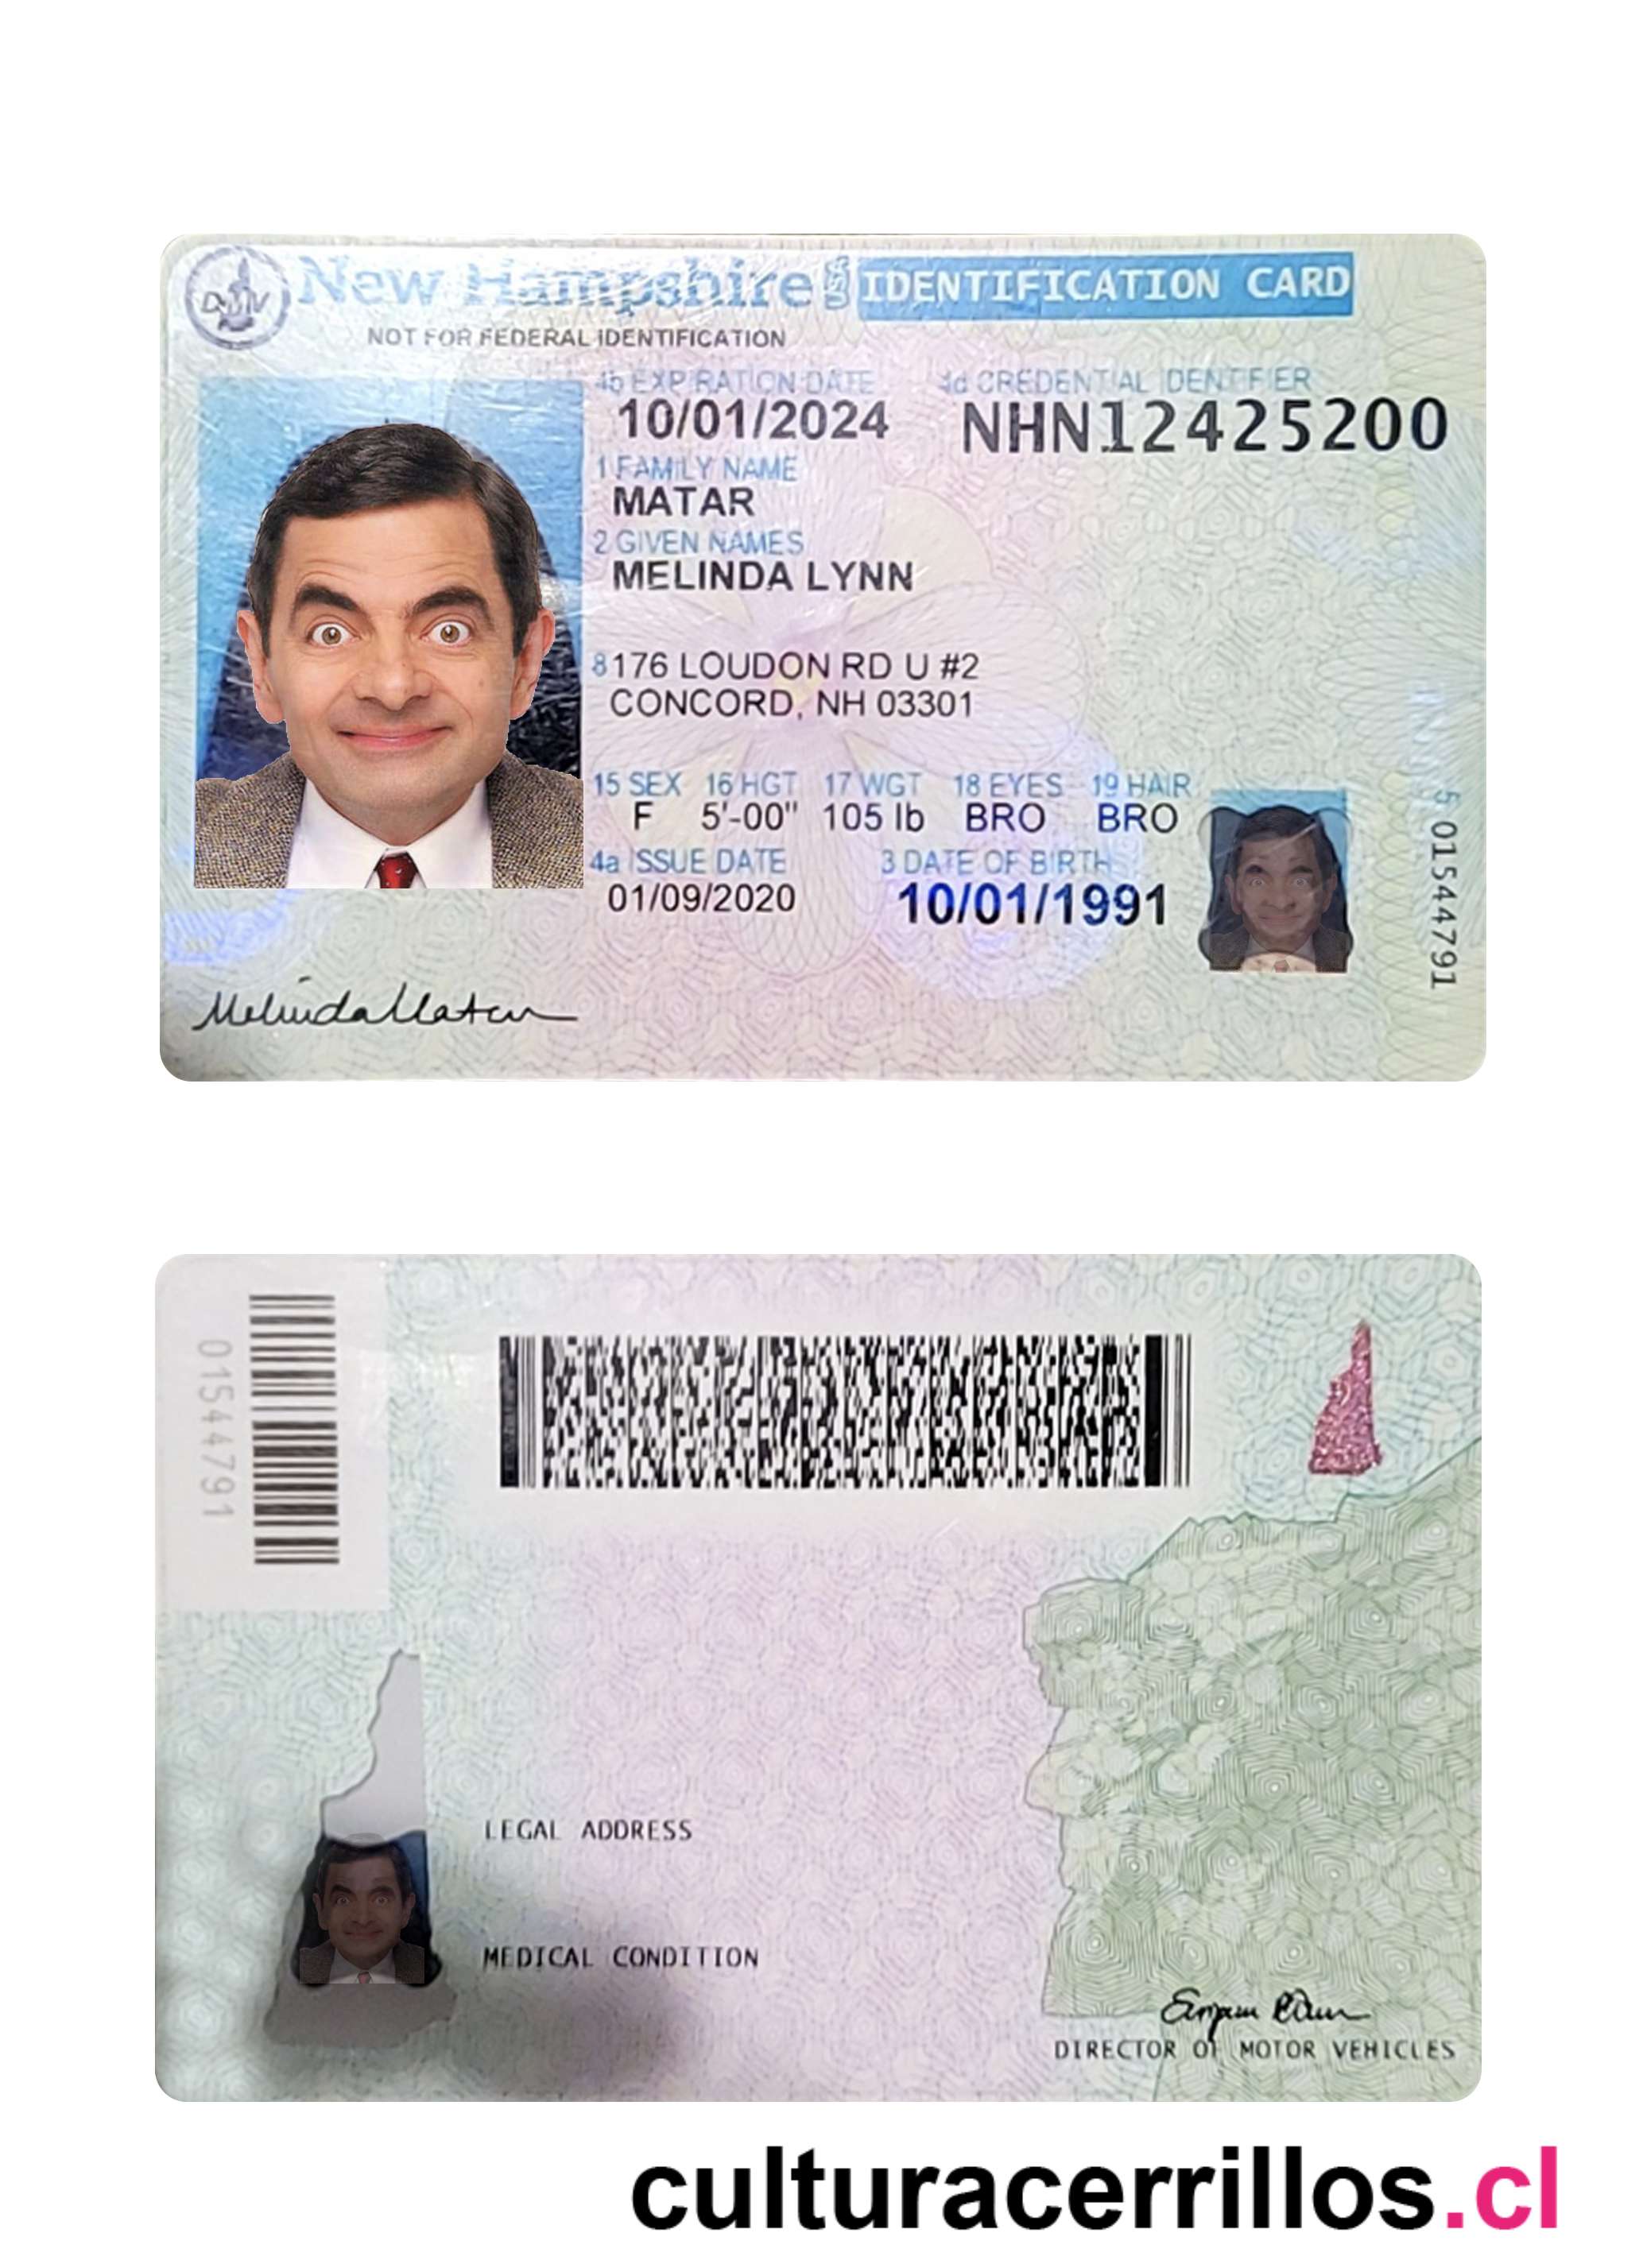 DMV
New Hampshire USA IDENTIFICATION CARD
NOT FOR FEDERAL IDENTIFICATION
4b EXPIRATION DATE 4d CREDENTIAL IDENTIFIER
10/01/2024 NHN12425200
1 FAMILY NAME
MATAR
2 GIVEN NAMES
MELINDA LYNN
8 176 LOUDON RD U #2
CONCORD, NH 03301
15 SEX 16 HGT 17 WGT 18 EYES 19 HAIR
F 5'-00" 105 lb BRO BRO
4a ISSUE DATE 3 DATE OF BIRTH
01/09/2020 10/01/1991
5 01544791
Melinda Matar
01544791
LEGAL ADDRESS
MEDICAL CONDITION
DIRECTOR OF MOTOR VEHICLES
culturacerrillos.cl